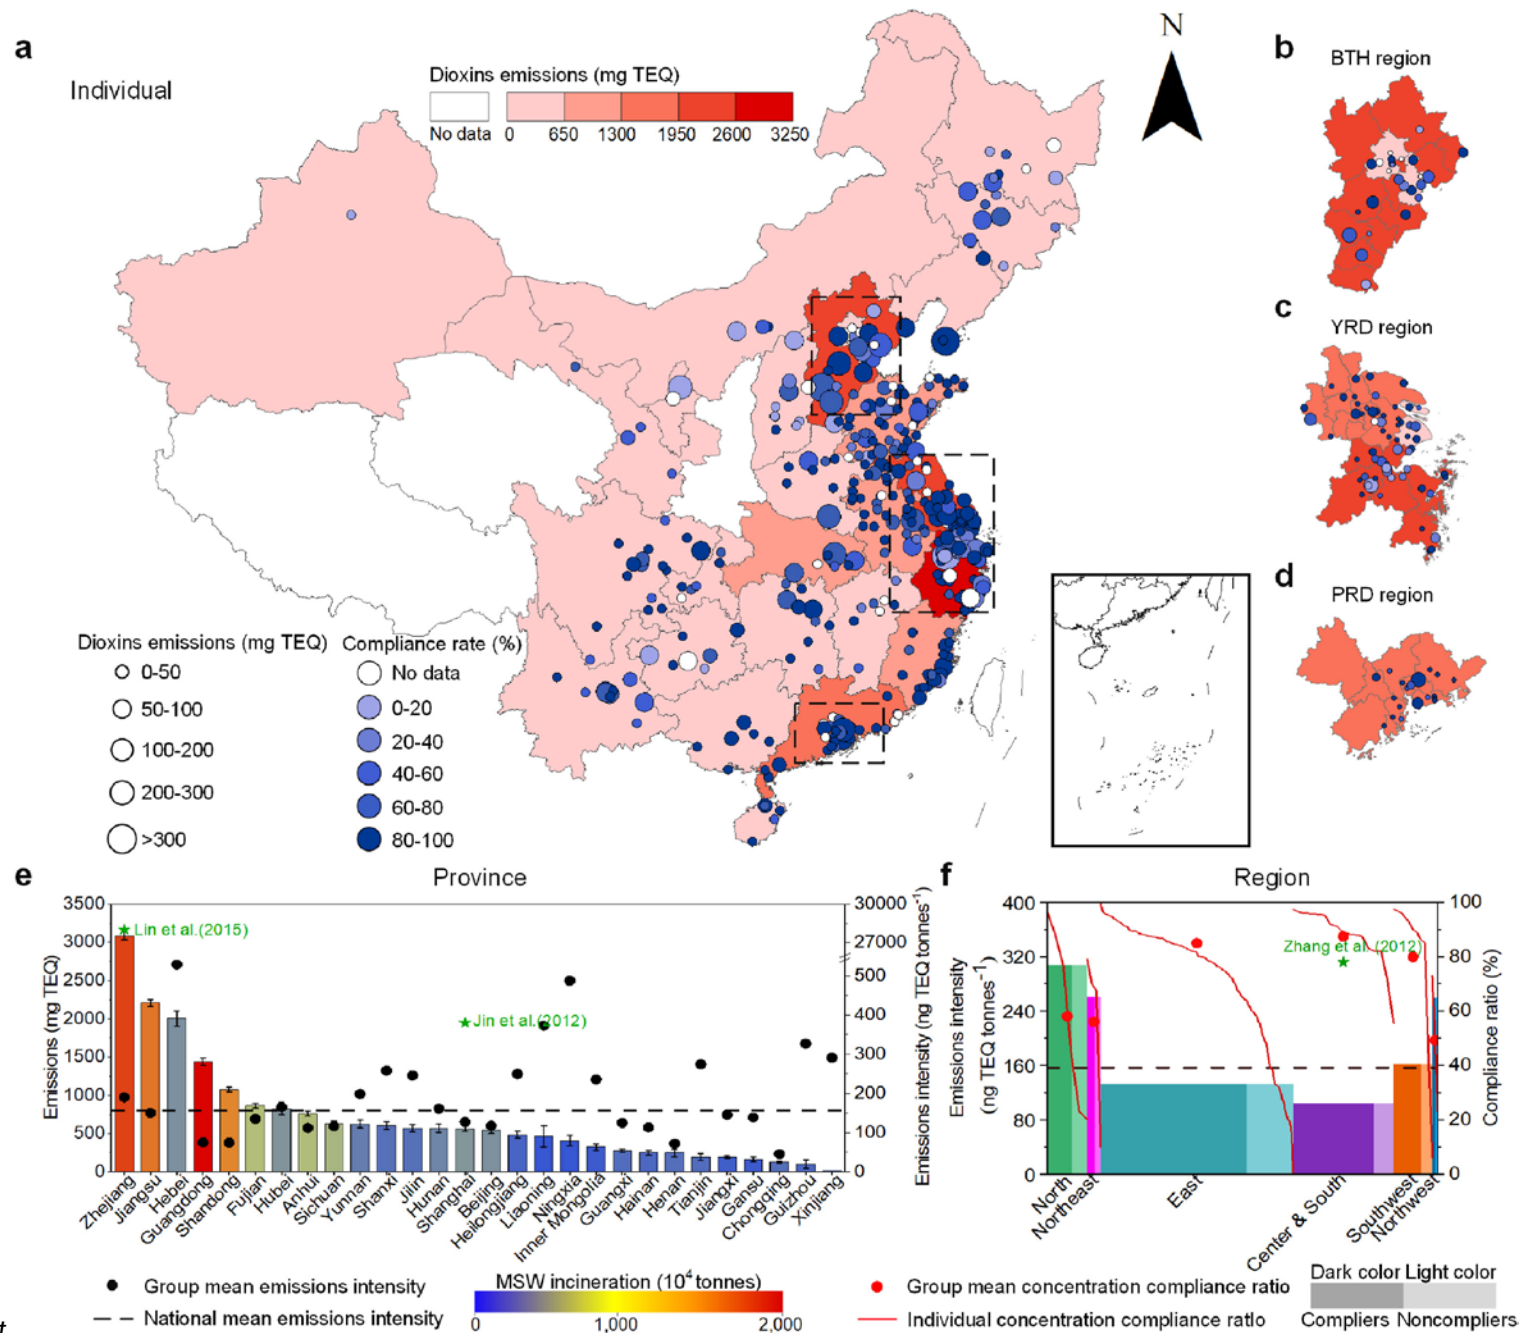 a
Individual
Dioxins emissions (mg TEQ)
No data 0 650 1300 1950 2600 3250
N
b
BTH region
c
YRD region
d
PRD region
Dioxins emissions (mg TEQ)
0-50
50-100
100-200
200-300
>300
Compliance rate (%)
No data
0-20
20-40
40-60
60-80
80-100
e
Province
Emissions (mg TEQ)
3500
3000
2500
2000
1500
1000
500
0
Lin et al.(2015)
Jin et al.(2012)
30000
27000
500
400
300
200
100
0
Emissions intensity (ng TEQ tonnes⁻¹)
Zhejiang
Jiangsu
Hebei
Guangdong
Shandong
Fujian
Hubei
Anhui
Sichuan
Yunnan
Shanxi
Jilin
Hunan
Shanghai
Beijing
Heilongjiang
Liaoning
Ningxia
Inner Mongolia
Guangxi
Hainan
Henan
Tianjin
Jiangxi
Gansu
Chongqing
Guizhou
Xinjiang
f
Region
Emissions intensity
(ng TEQ tonnes⁻¹)
400
320
240
160
80
0
Zhang et al. (2012)
100
80
60
40
20
0
Compliance ratio (%)
North
Northeast
East
Center & South
Southwest
Northwest
Group mean emissions intensity
National mean emissions intensity
MSW incineration (10⁴ tonnes)
0 1,000 2,000
Group mean concentration compliance ratio
Individual concentration compliance ratio
Dark color Light color
Compliers Noncompliers
t